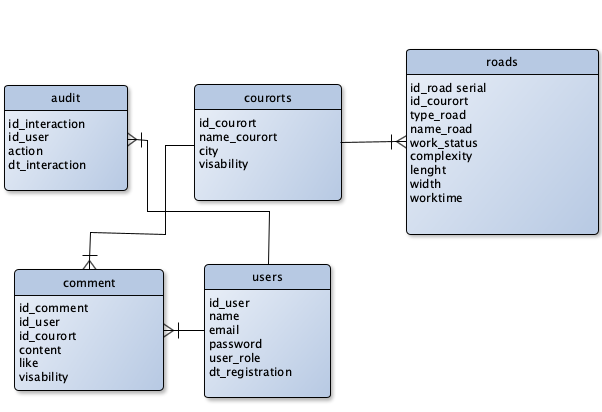 audit
id_interaction
id_user
action
dt_interaction
courorts
id_courort
name_courort
city
visability
roads
id_road serial
id_courort
type_road
name_road
work_status
complexity
lenght
width
worktime
comment
id_comment
id_user
id_courort
content
like
visability
users
id_user
name
email
password
user_role
dt_registration